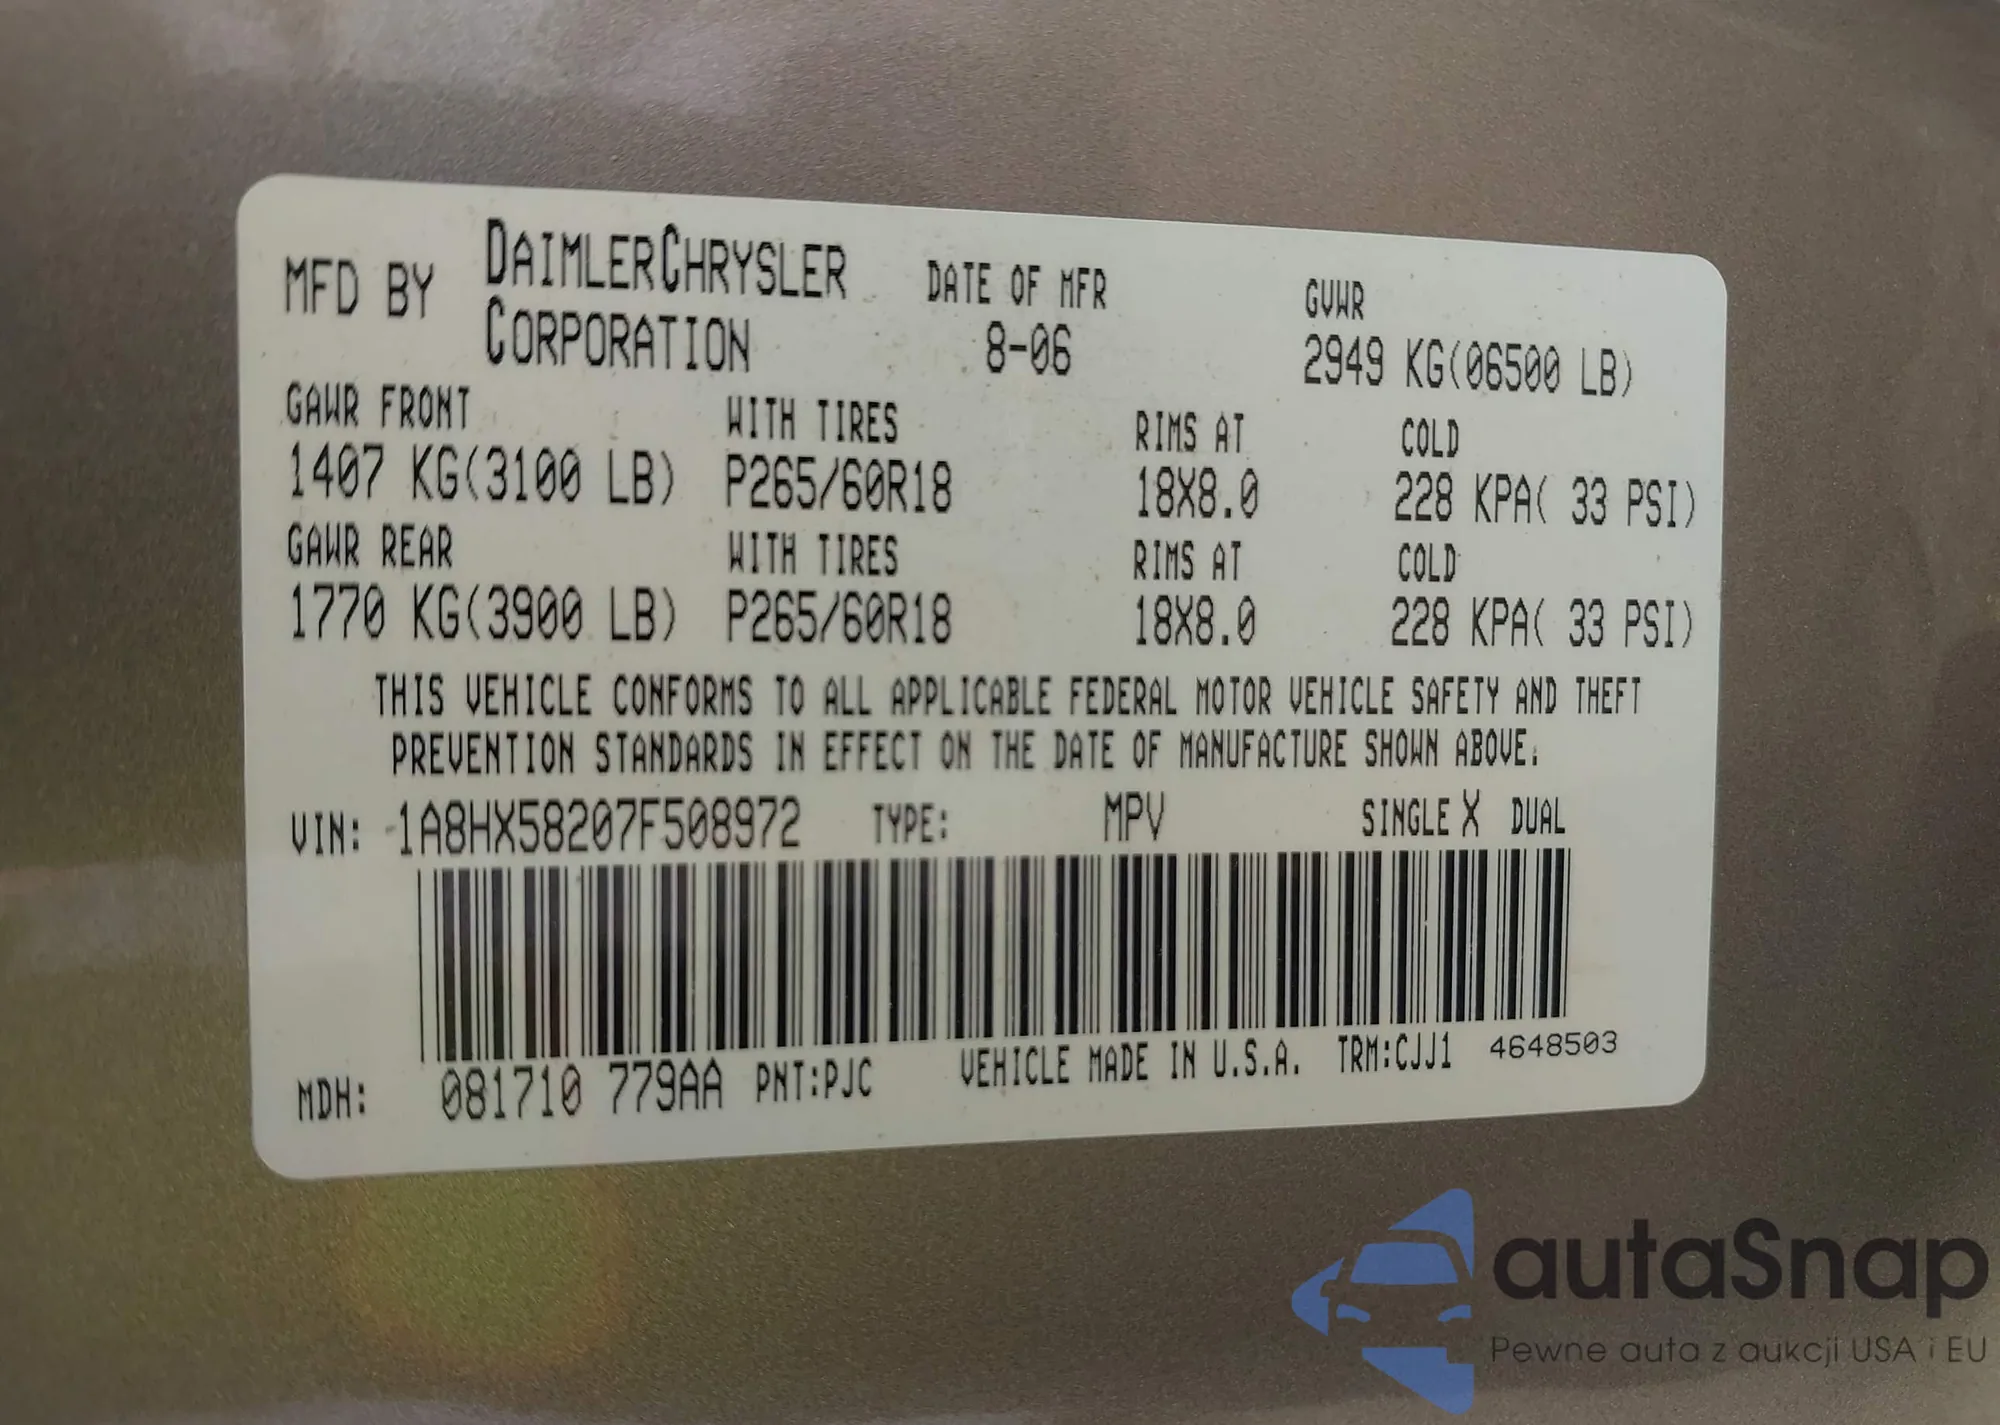 MFD BY DAIMLERCHRYSLER CORPORATION DATE OF MFR 8-06 GVWR 2949 KG(06500 LB)
GAWR FRONT WITH TIRES RIMS AT COLD
1407 KG(3100 LB) P265/60R18 18X8.0 228 KPA( 33 PSI)
GAWR REAR WITH TIRES RIMS AT COLD
1770 KG(3900 LB) P265/60R18 18X8.0 228 KPA( 33 PSI)
THIS VEHICLE CONFORMS TO ALL APPLICABLE FEDERAL MOTOR VEHICLE SAFETY AND THEFT
PREVENTION STANDARDS IN EFFECT ON THE DATE OF MANUFACTURE SHOWN ABOVE.
VIN: 1A8HX58207F508972 TYPE: MPV SINGLE X DUAL
MDH: 081710 779AA PNT:PJC VEHICLE MADE IN U.S.A. TRM:CJJ1 4648503
autaSnap
Pewne auta z aukcji USA i EU